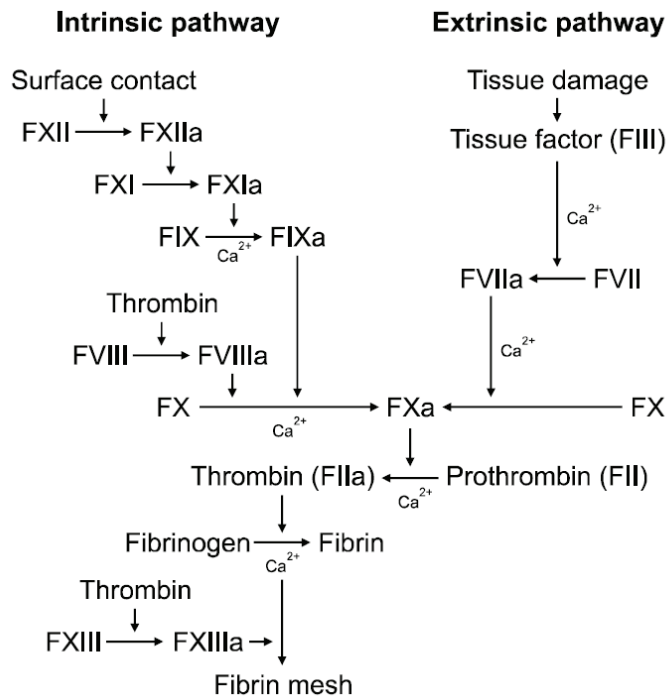 Intrinsic pathway Extrinsic pathway
Surface contact Tissue damage
FXII FXIIa Tissue factor (FIII)
FXI FXIa
Ca2+
FIX FIXa
Ca2+
FVIIa FVII
Thrombin
Ca2+
FVIII FVIIIa
FX FXa FX
Ca2+
Thrombin (FIIa) Prothrombin (FII)
Ca2+
Fibrinogen Fibrin
Ca2+
Thrombin
FXIII FXIIIa
Fibrin mesh